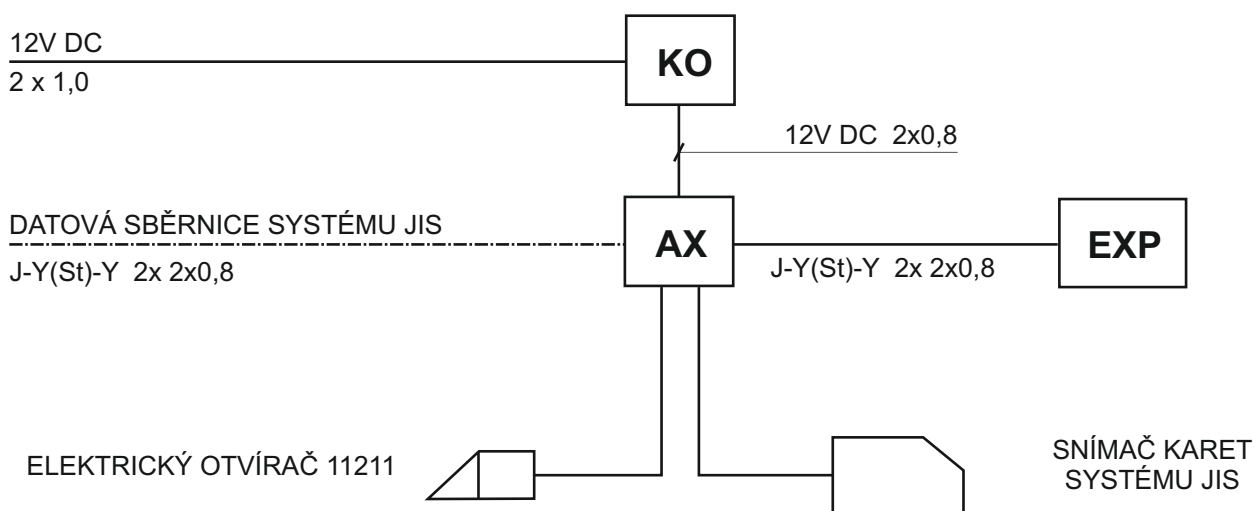 12V DC
2 x 1,0
KO
12V DC 2x0,8
DATOVÁ SBĚRNICE SYSTÉMU JIS
J-Y(St)-Y 2x 2x0,8
AX
J-Y(St)-Y 2x 2x0,8
EXP
ELEKTRICKÝ OTVÍRAČ 11211
SNÍMAČ KARET
SYSTÉMU JIS